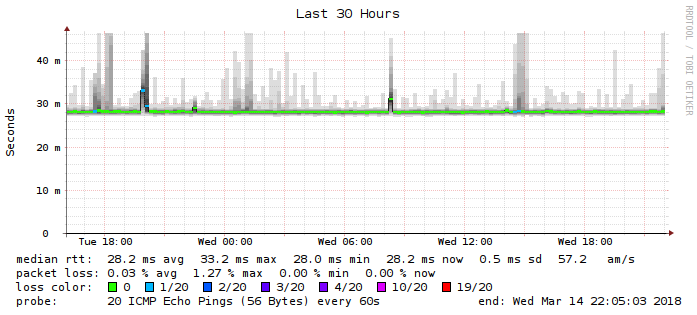 Last 30 Hours
RRDTOOL / TOBI OETIKER
Seconds
40 m
30 m
20 m
10 m
0
Tue 18:00 Wed 00:00 Wed 06:00 Wed 12:00 Wed 18:00
median rtt: 28.2 ms avg 33.2 ms max 28.0 ms min 28.2 ms now 0.5 ms sd 57.2 am/s
packet loss: 0.03 % avg 1.27 % max 0.00 % min 0.00 % now
loss color: 0 1/20 2/20 3/20 4/20 10/20 19/20
probe: 20 ICMP Echo Pings (56 Bytes) every 60s end: Wed Mar 14 22:05:03 2018